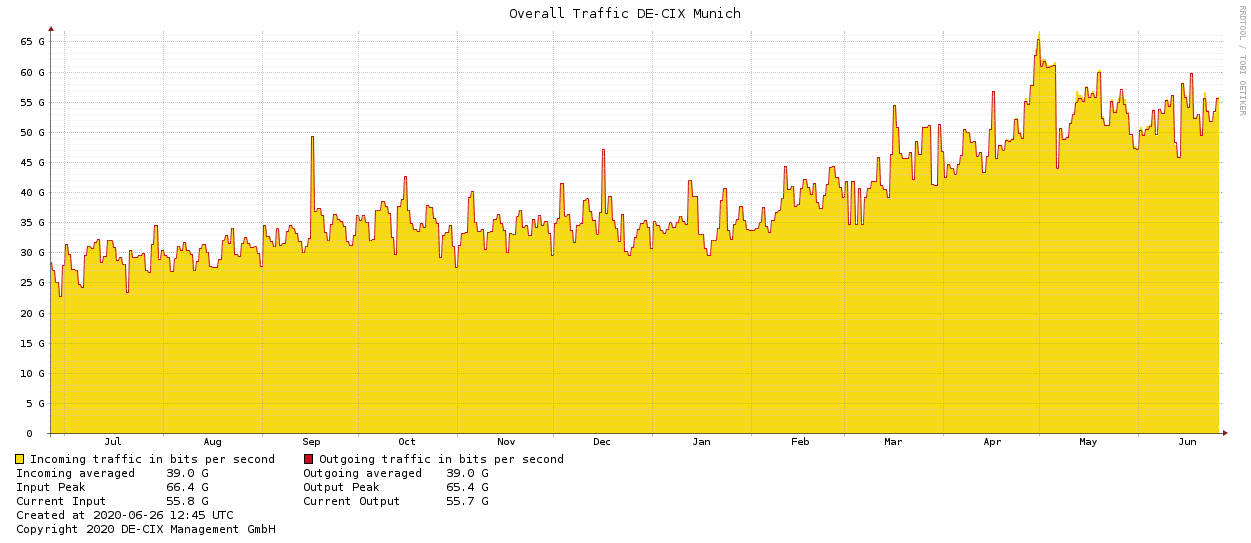 Overall Traffic DE-CIX Munich
RRDTOOL / TOBI OETIKER
65 G
60 G
55 G
50 G
45 G
40 G
35 G
30 G
25 G
20 G
15 G
10 G
5 G
0
Jul Aug Sep Oct Nov Dec Jan Feb Mar Apr May Jun
Incoming traffic in bits per second Outgoing traffic in bits per second
Incoming averaged 39.0 G Outgoing averaged 39.0 G
Input Peak 66.4 G Output Peak 65.4 G
Current Input 55.8 G Current Output 55.7 G
Created at 2020-06-26 12:45 UTC
Copyright 2020 DE-CIX Management GmbH